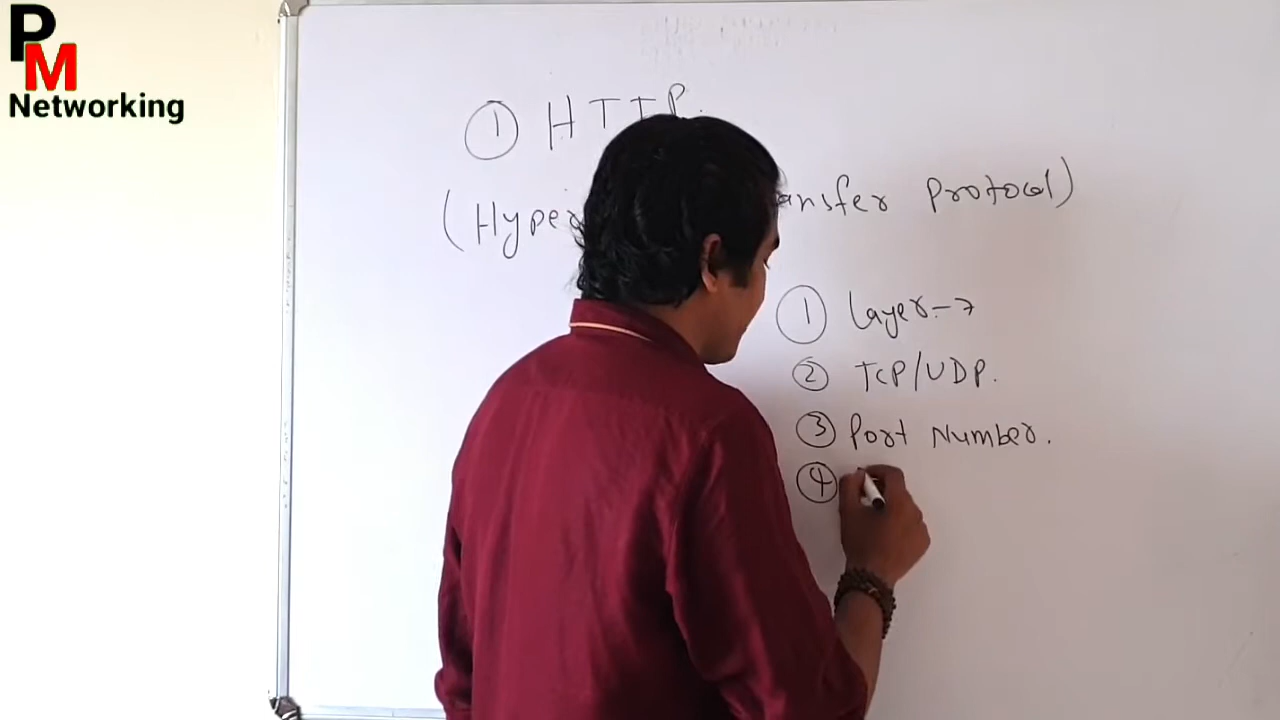 PM
Networking
① HTTP.
(Hyper ansfer Protocol)
① Layer-7
② TCP/UDP.
③ Port Number.
④